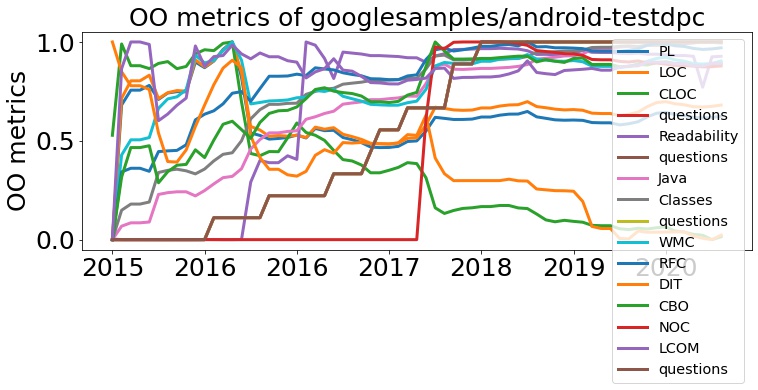 OO metrics of googlesamples/android-testdpc
OO metrics
1.0
0.5
0.0
2015
2016
2016
2017
2018
2019
2020
PL
LOC
CLOC
questions
Readability
questions
Java
Classes
questions
WMC
RFC
DIT
CBO
NOC
LCOM
questions